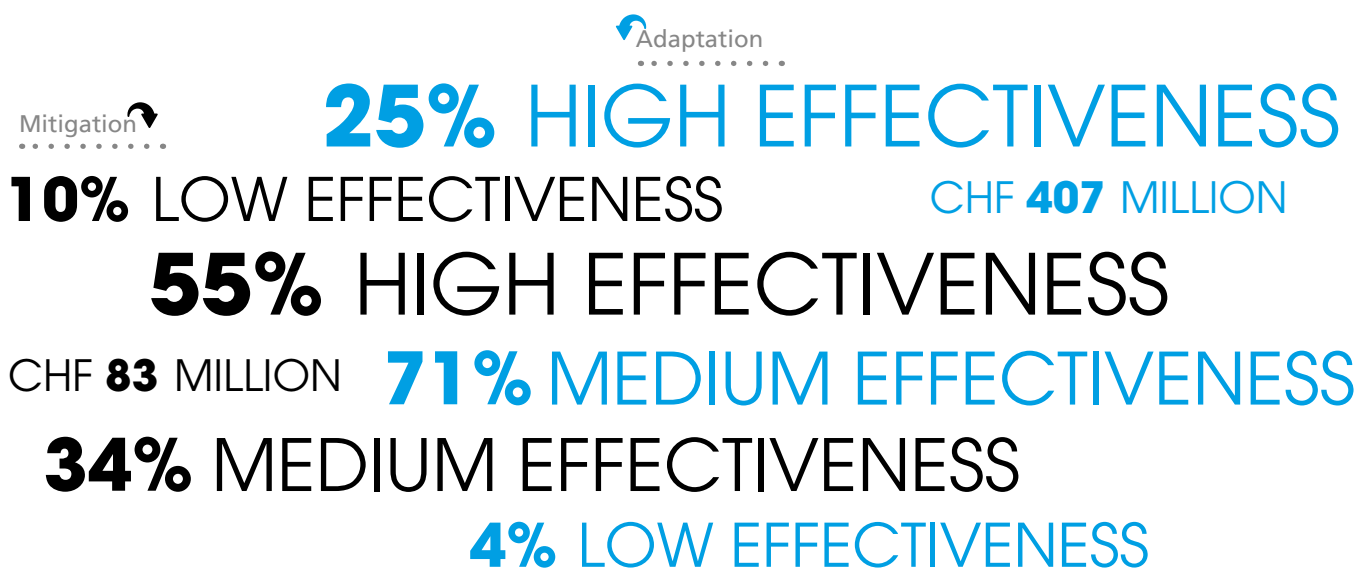 Adaptation
25% HIGH EFFECTIVENESS
Mitigation
10% LOW EFFECTIVENESS
CHF 407 MILLION
55% HIGH EFFECTIVENESS
CHF 83 MILLION
71% MEDIUM EFFECTIVENESS
34% MEDIUM EFFECTIVENESS
4% LOW EFFECTIVENESS